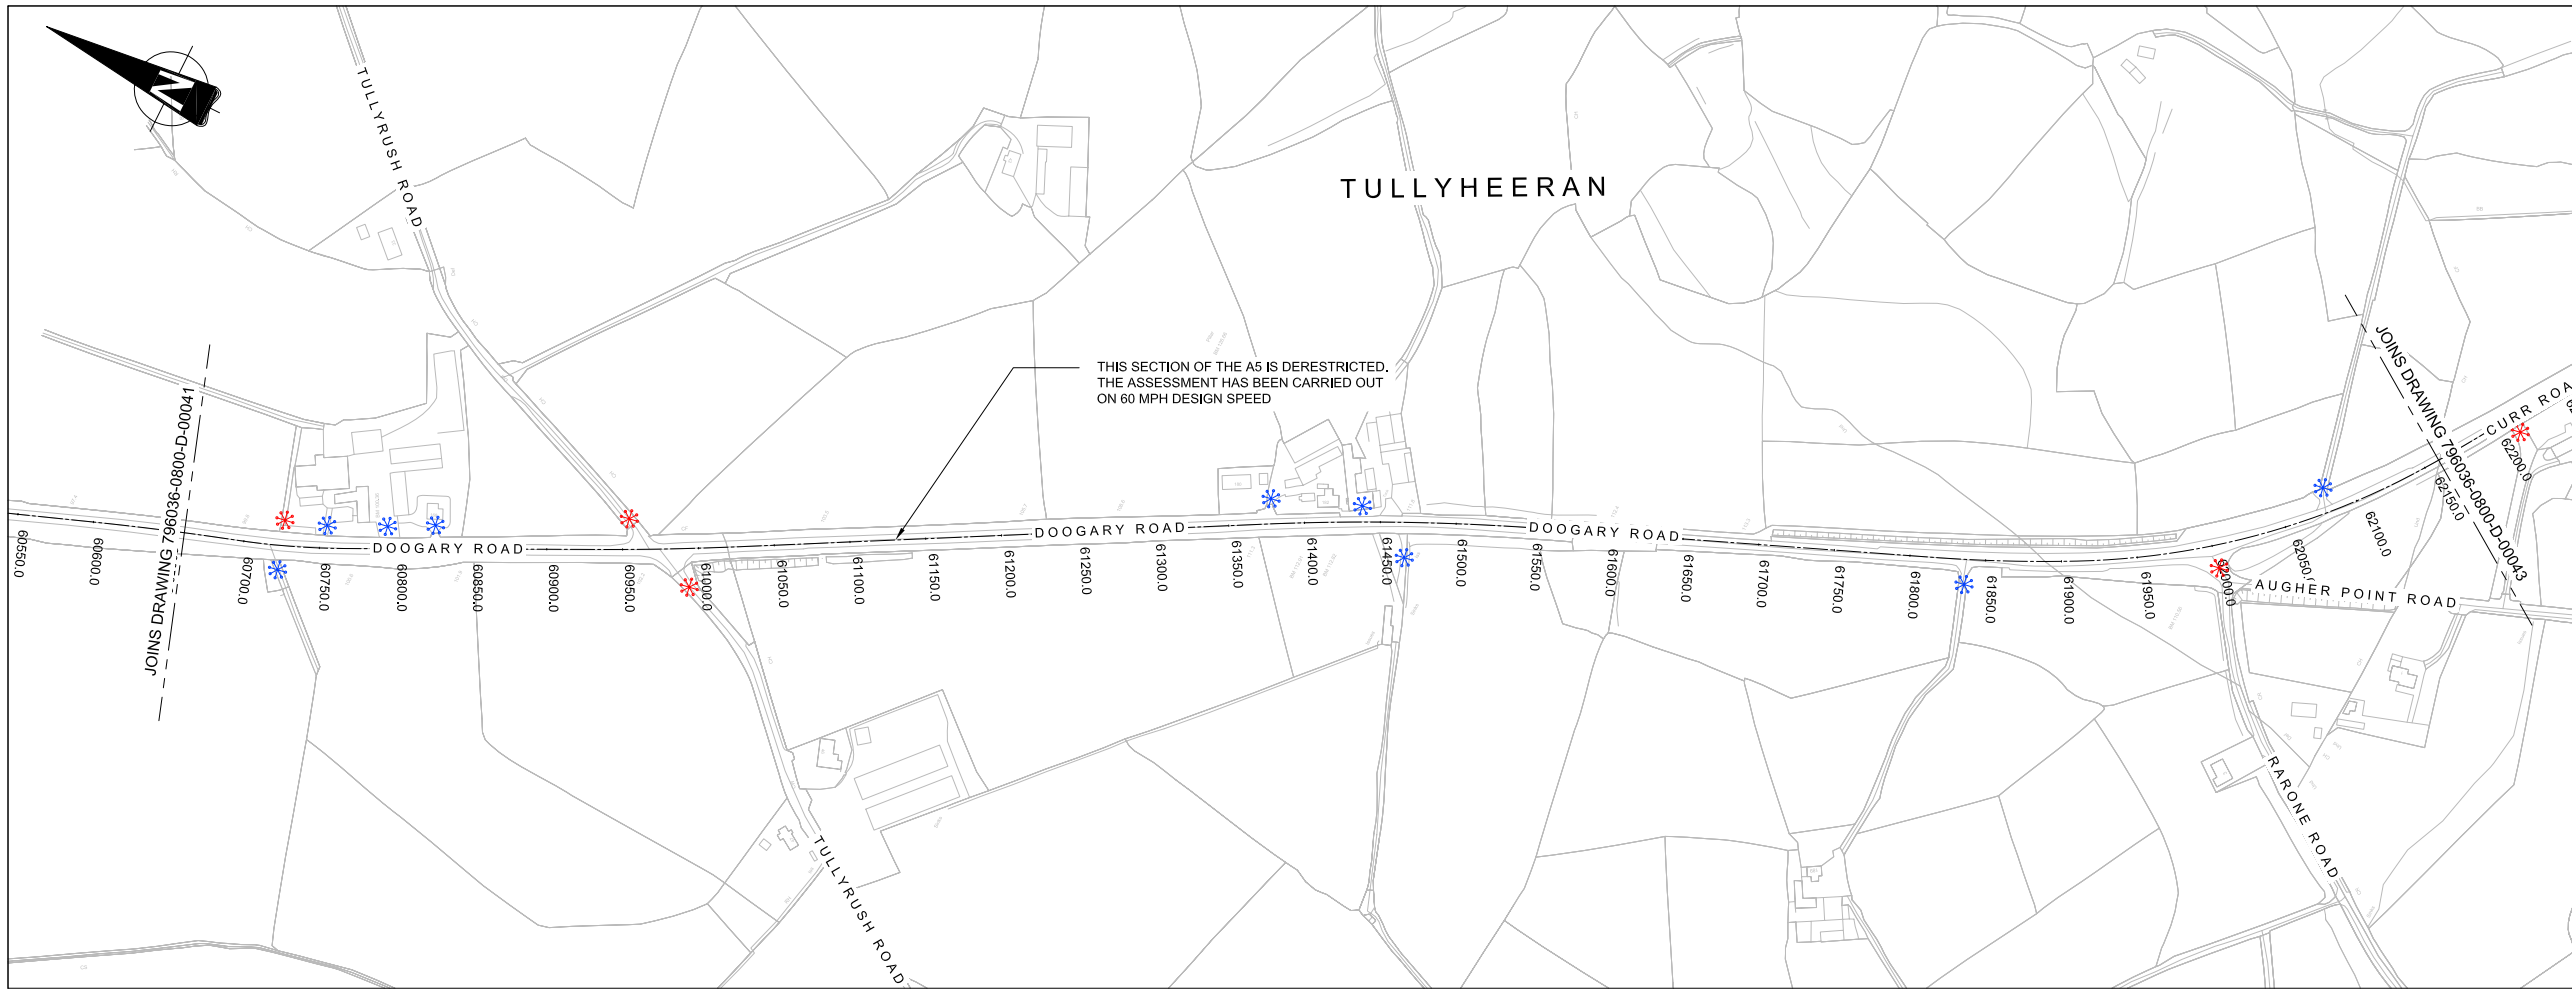 N
TULLYRUSH ROAD
TULLYHEERAN
THIS SECTION OF THE A5 IS DERESTRICTED.
THE ASSESSMENT HAS BEEN CARRIED OUT
ON 60 MPH DESIGN SPEED
JOINS DRAWING 796036-0800-D-00041
JOINS DRAWING 796036-0800-D-00043
CURR ROA
DOOGARY ROAD
DOOGARY ROAD
DOOGARY ROAD
AUGHER POINT ROAD
60550.0
60600.0
60700.0
60750.0
60800.0
60850.0
60900.0
60950.0
61000.0
61050.0
61100.0
61150.0
61200.0
61250.0
61300.0
61350.0
61400.0
61450.0
61500.0
61550.0
61600.0
61650.0
61700.0
61750.0
61800.0
61850.0
61900.0
61950.0
62000.0
62050.
62100.0
62150.0
62200.0
TULLYRUSH ROAD
RARONE ROAD